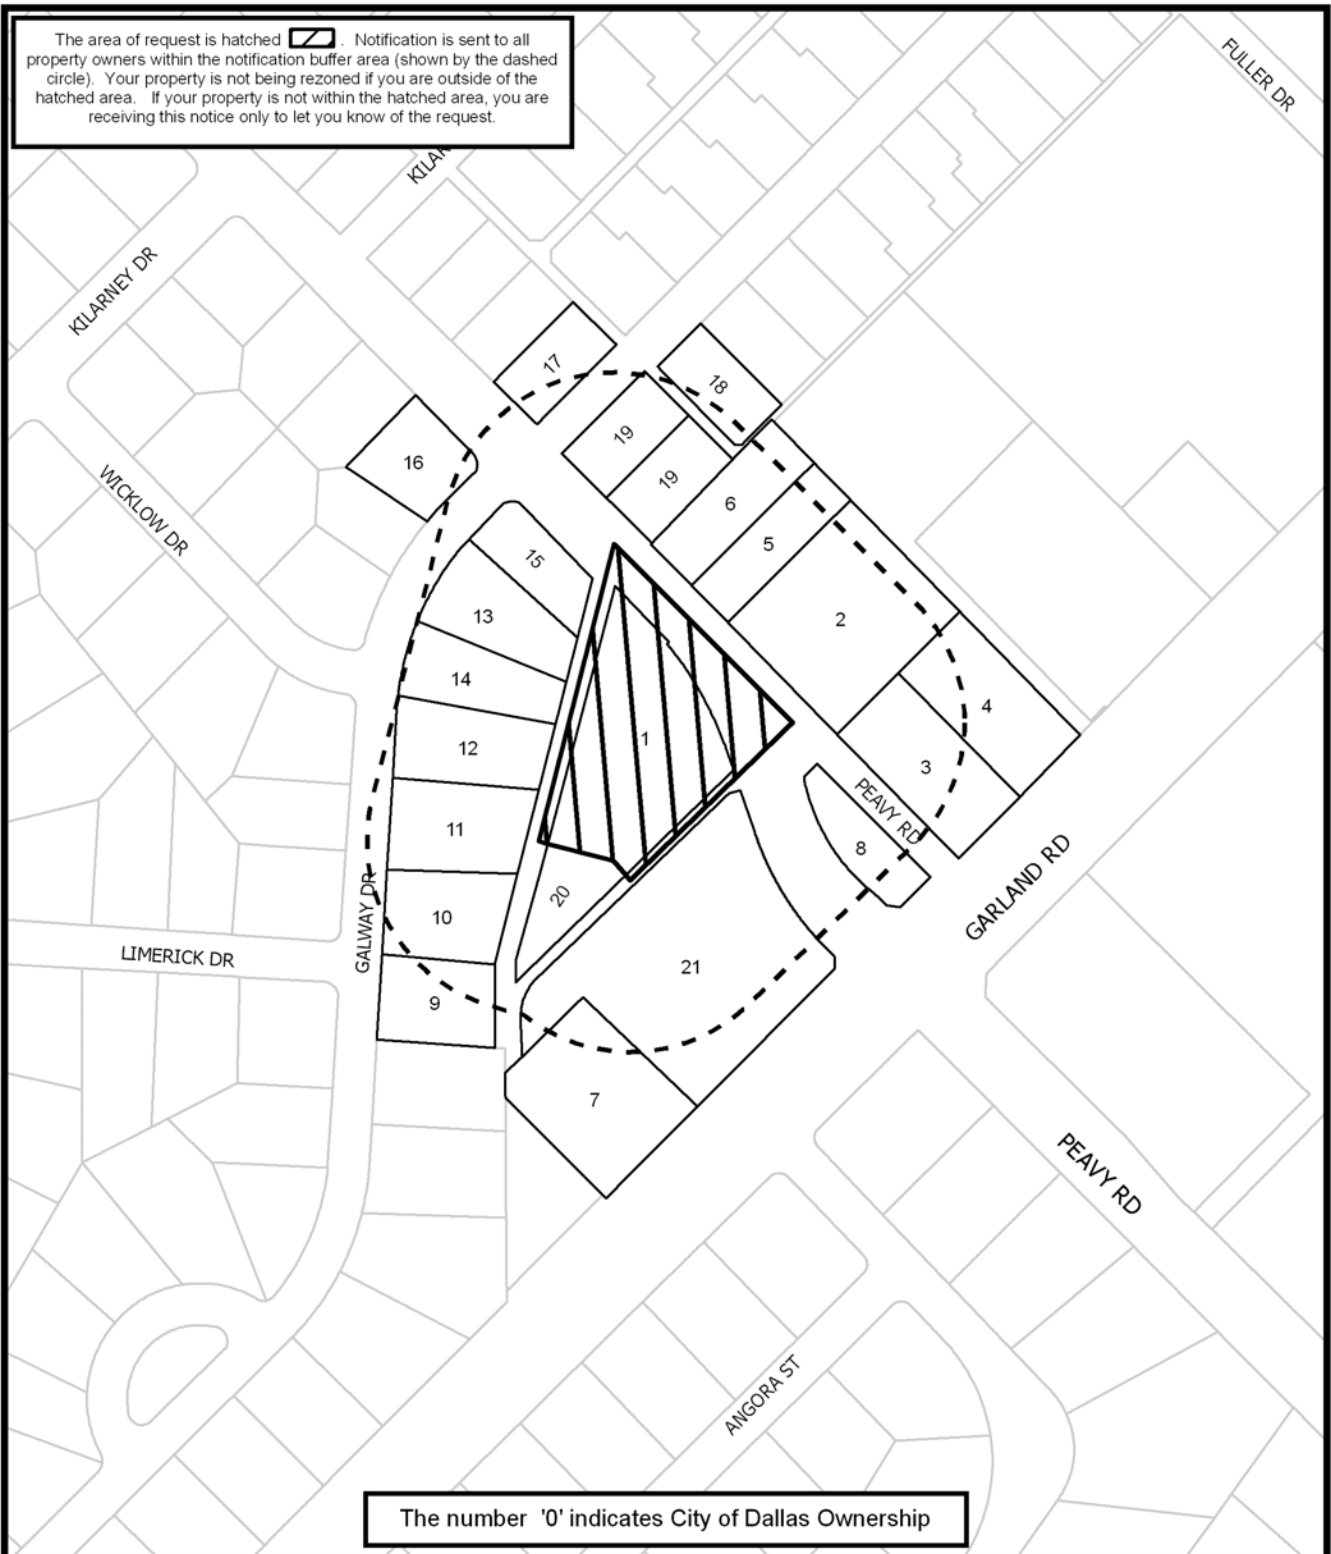 The area of request is hatched . Notification is sent to all
property owners within the notification buffer area (shown by the dashed
circle). Your property is not being rezoned if you are outside of the
hatched area. If your property is not within the hatched area, you are
receiving this notice only to let you know of the request.
FULLER DR
KILARNEY DR
17
18
19
16
19
6
WICKLOW DR
5
15
13
2
14
4
12
1
3
PEAVY RD
11
8
GARLAND RD
20
10
GALWAY DR
LIMERICK DR
21
9
7
PEAVY RD
ANGORA ST
The number '0' indicates City of Dallas Ownership